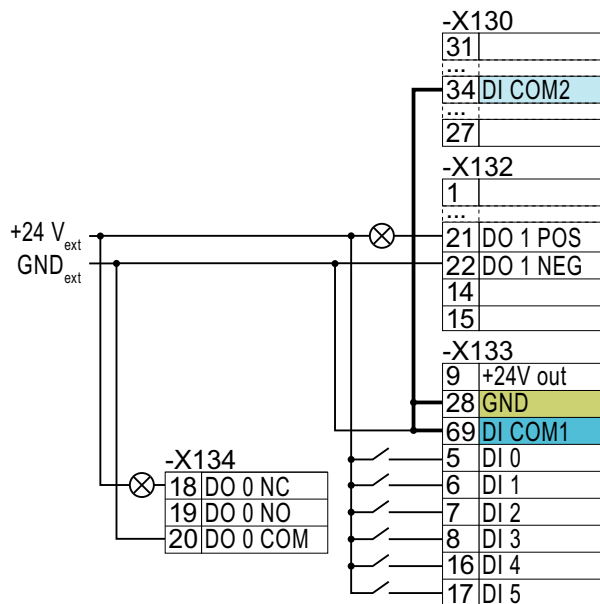 -X130
31
...
34 DI COM2
...
27
-X132
1
...
+24 Vext
21 DO 1 POS
GNDext
22 DO 1 NEG
14
15
-X133
9 +24V out
28 GND
69 DI COM1
-X134
5 DI 0
18 DO 0 NC
6 DI 1
19 DO 0 NO
7 DI 2
20 DO 0 COM
8 DI 3
16 DI 4
17 DI 5